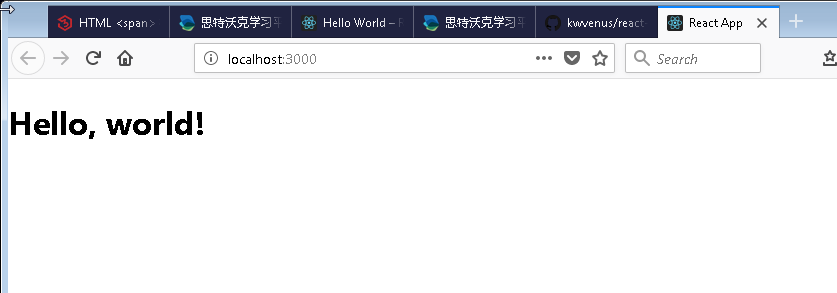 HTML <span>
思特沃克学习平
Hello World – R
思特沃克学习平
kwvenus/react
React App
localhost:3000
Search
Hello, world!